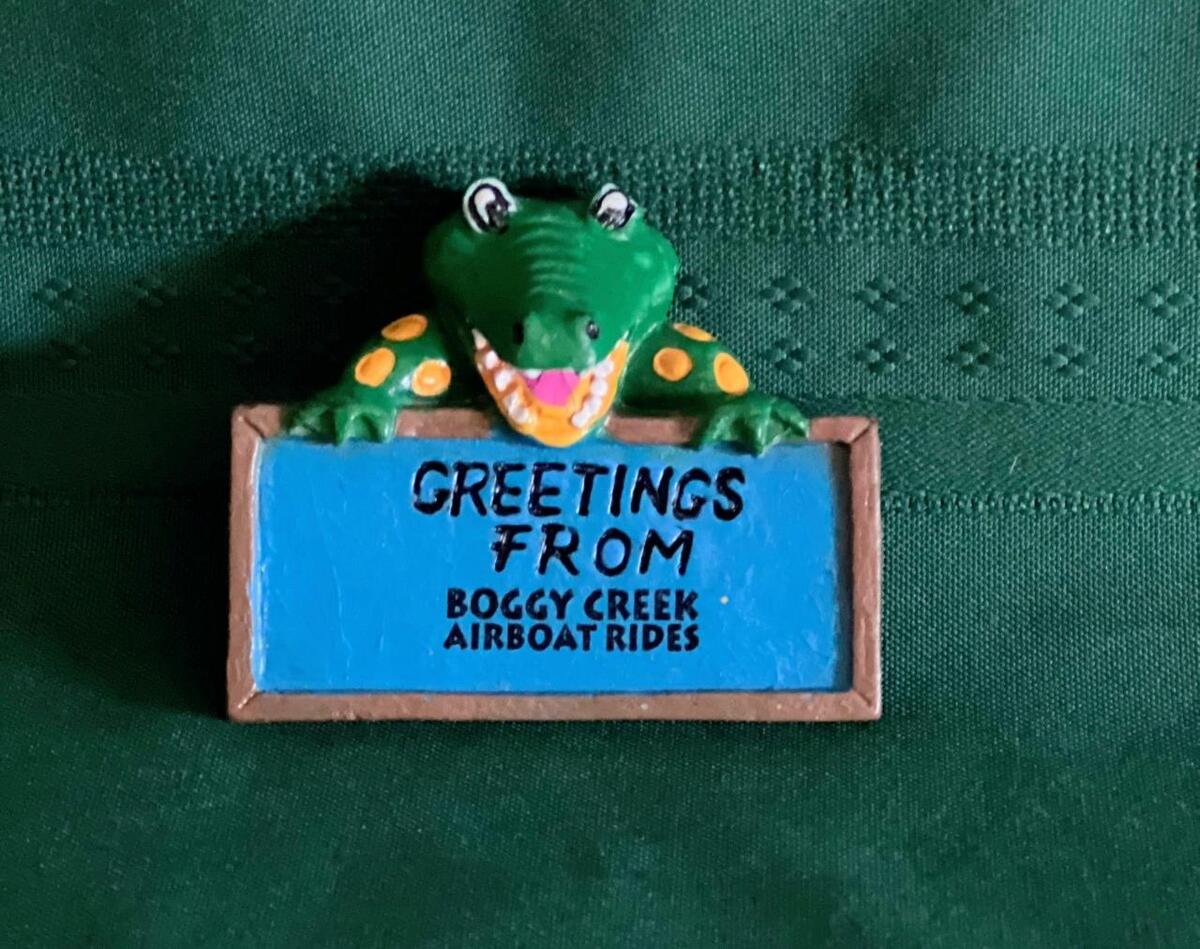 GREETINGS
FROM
BOGGY CREEK
AIRBOAT RIDES